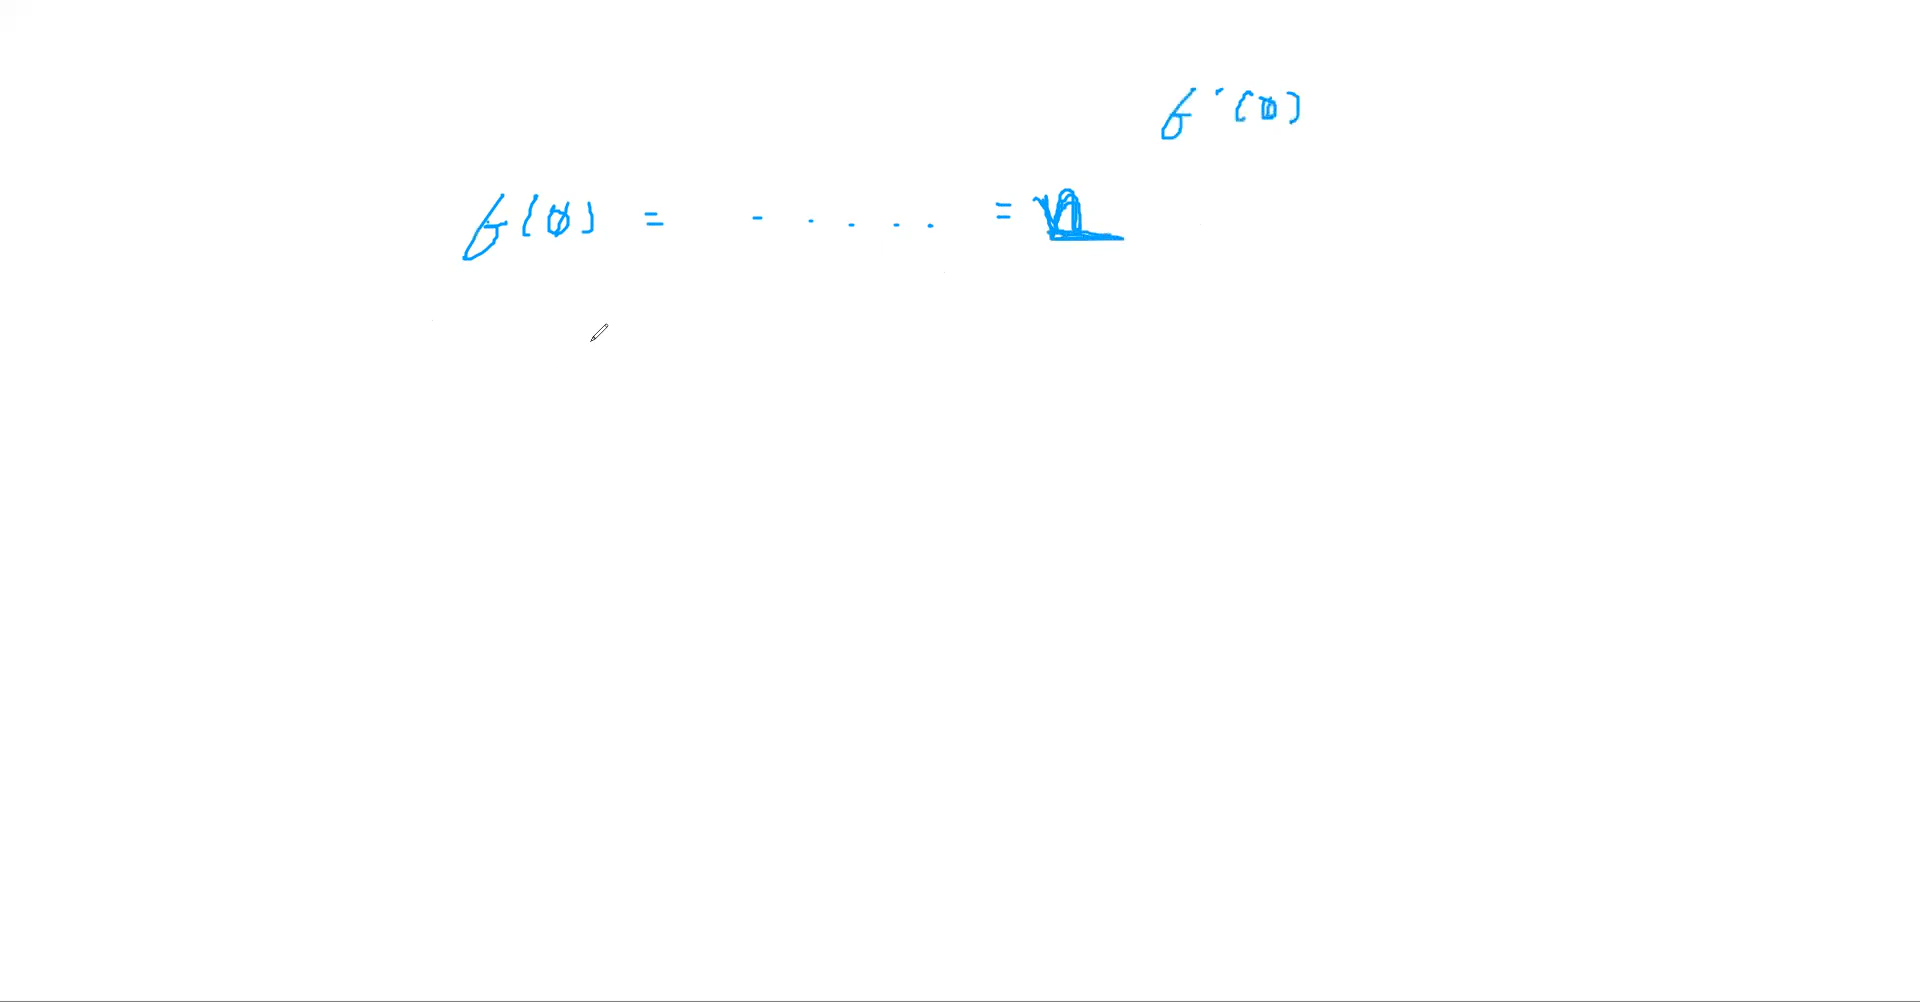 f'(0)
f(0) = - . . . . =